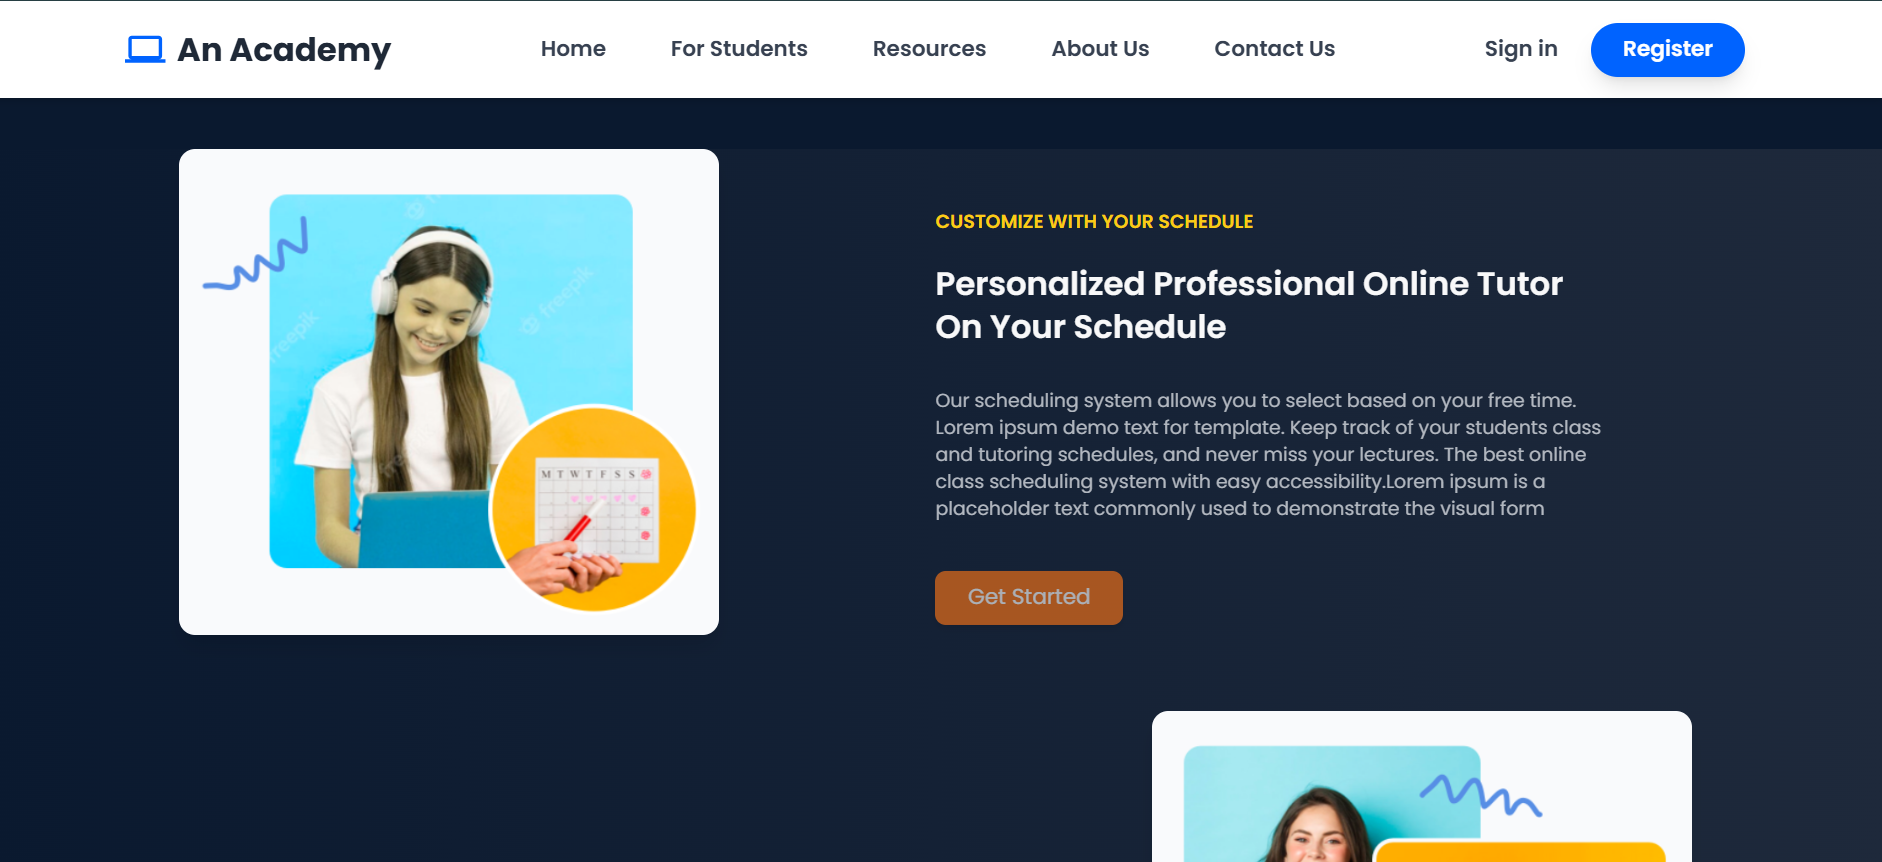 An Academy
Home For Students Resources About Us Contact Us Sign in Register
freepik
freepik
CUSTOMIZE WITH YOUR SCHEDULE
Personalized Professional Online Tutor
On Your Schedule
Our scheduling system allows you to select based on your free time.
Lorem ipsum demo text for template. Keep track of your students class
and tutoring schedules, and never miss your lectures. The best online
class scheduling system with easy accessibility.Lorem ipsum is a
placeholder text commonly used to demonstrate the visual form
M T W T F S S
Get Started